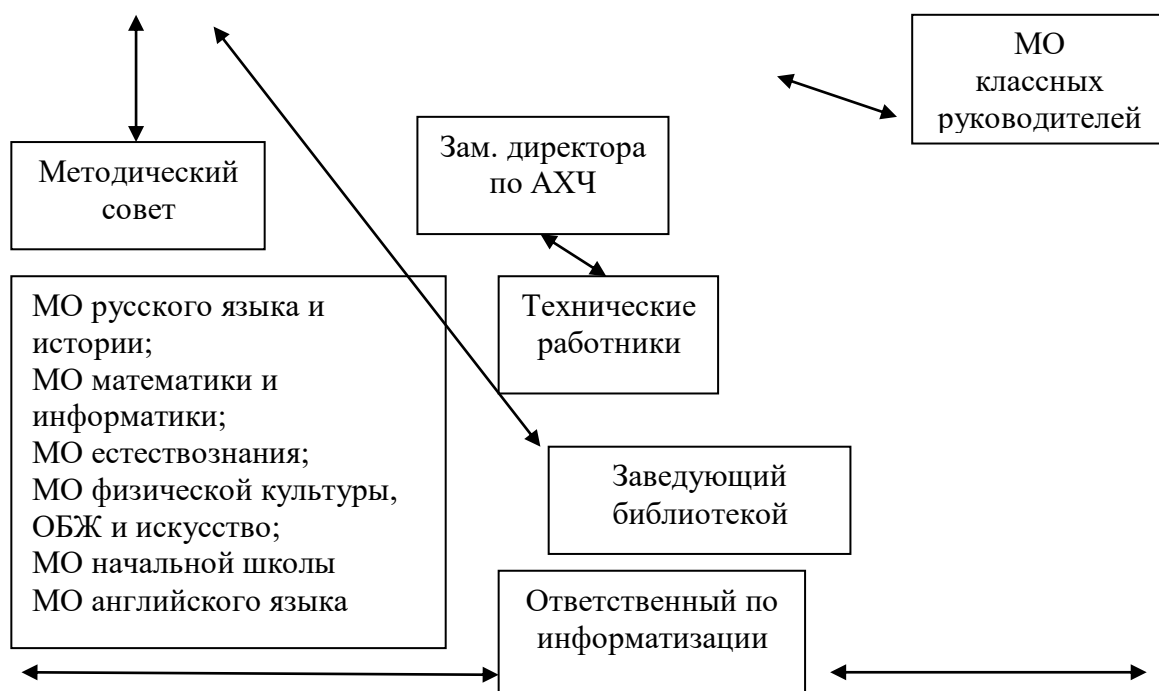 МО
классных
руководителей
Зам. директора
по АХЧ
Методический
совет
МО русского языка и
истории;
МО математики и
информатики;
МО естествознания;
МО физической культуры,
ОБЖ и искусство;
МО начальной школы
МО английского языка
Технические
работники
Заведующий
библиотекой
Ответственный по
информатизации